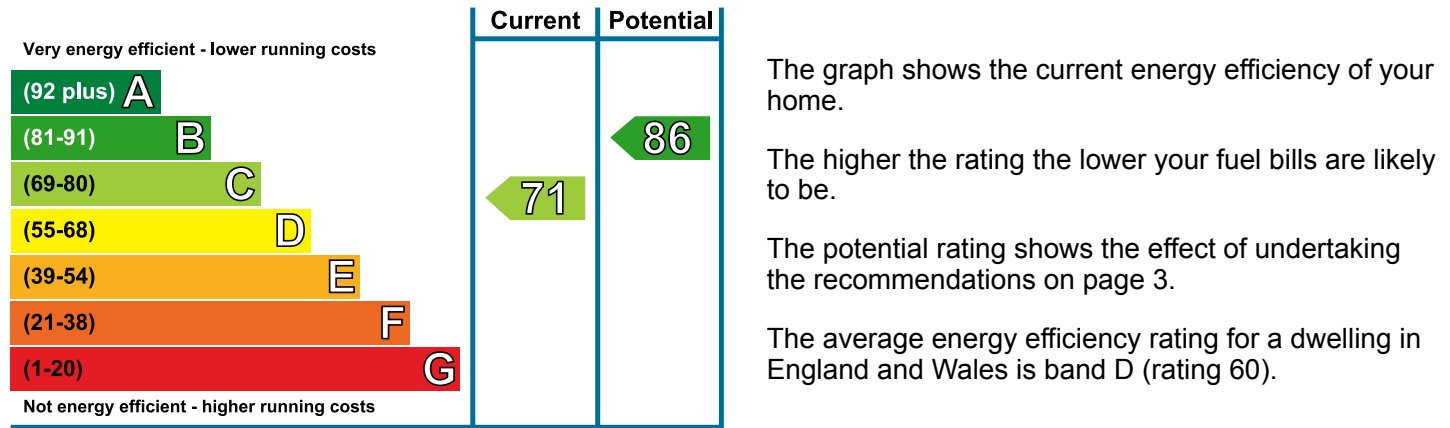 Current Potential
Very energy efficient - lower running costs
(92 plus) A
(81-91) B
86
(69-80) C
71
(55-68) D
(39-54) E
(21-38) F
(1-20) G
Not energy efficient - higher running costs
The graph shows the current energy efficiency of your
home.
The higher the rating the lower your fuel bills are likely
to be.
The potential rating shows the effect of undertaking
the recommendations on page 3.
The average energy efficiency rating for a dwelling in
England and Wales is band D (rating 60).